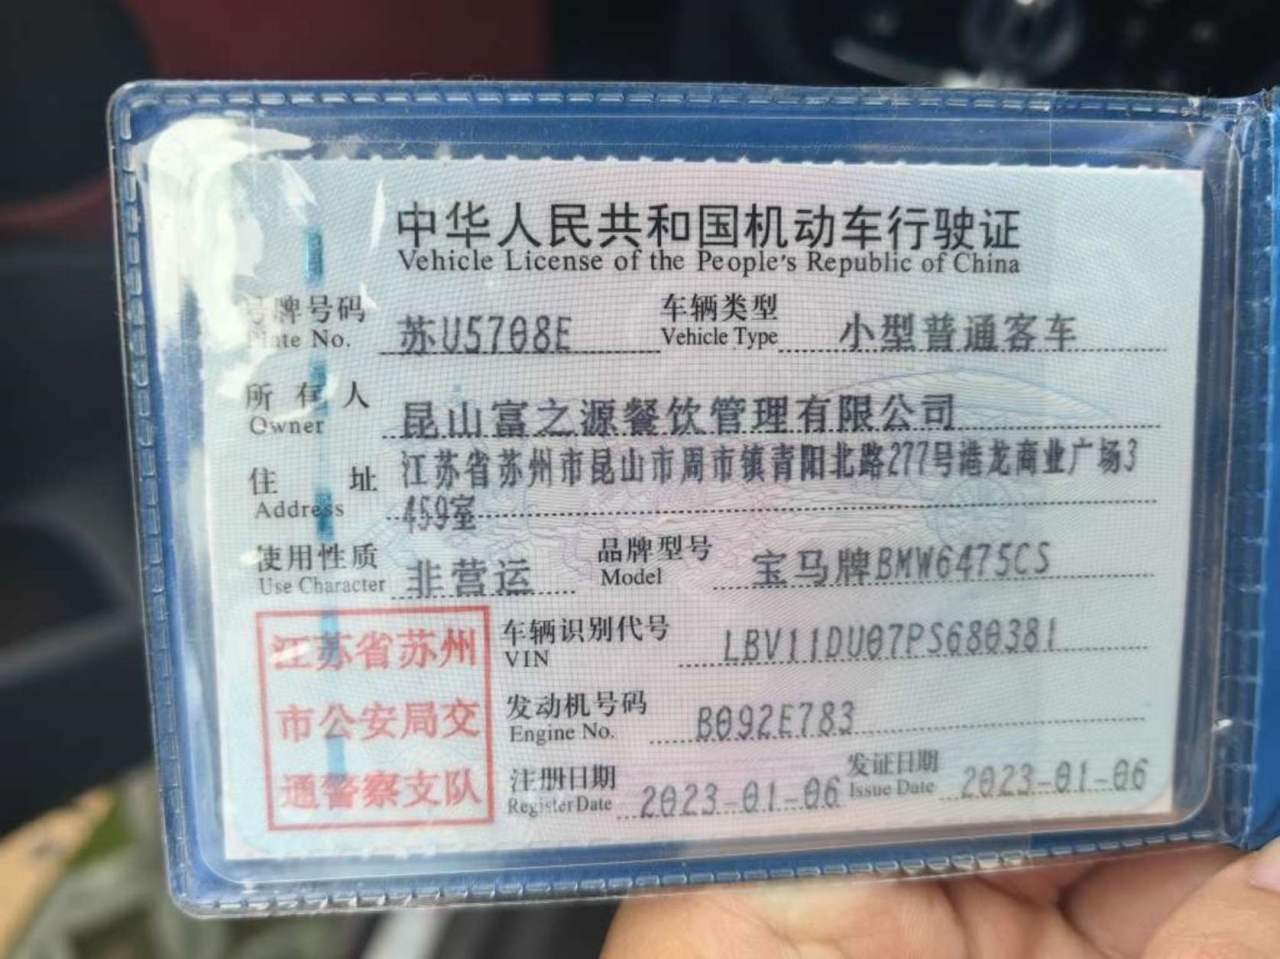 中华人民共和国机动车行驶证
Vehicle License of the People's Republic of China
号牌号码 苏U5708E 车辆类型 小型普通客车
Plate No. Vehicle Type
所有人 昆山富之源餐饮管理有限公司
Owner
住址 江苏省苏州市昆山市周市镇青阳北路277号港龙商业广场3
Address 459室
使用性质 非营运 品牌型号 宝马牌BMW6475CS
Use Character Model
江苏省苏州
市公安局交
通警察支队
车辆识别代号 LBV11DU07PS680381
VIN
发动机号码 B092E783
Engine No.
注册日期 2023-01-06 发证日期 2023-01-06
Register Date Issue Date